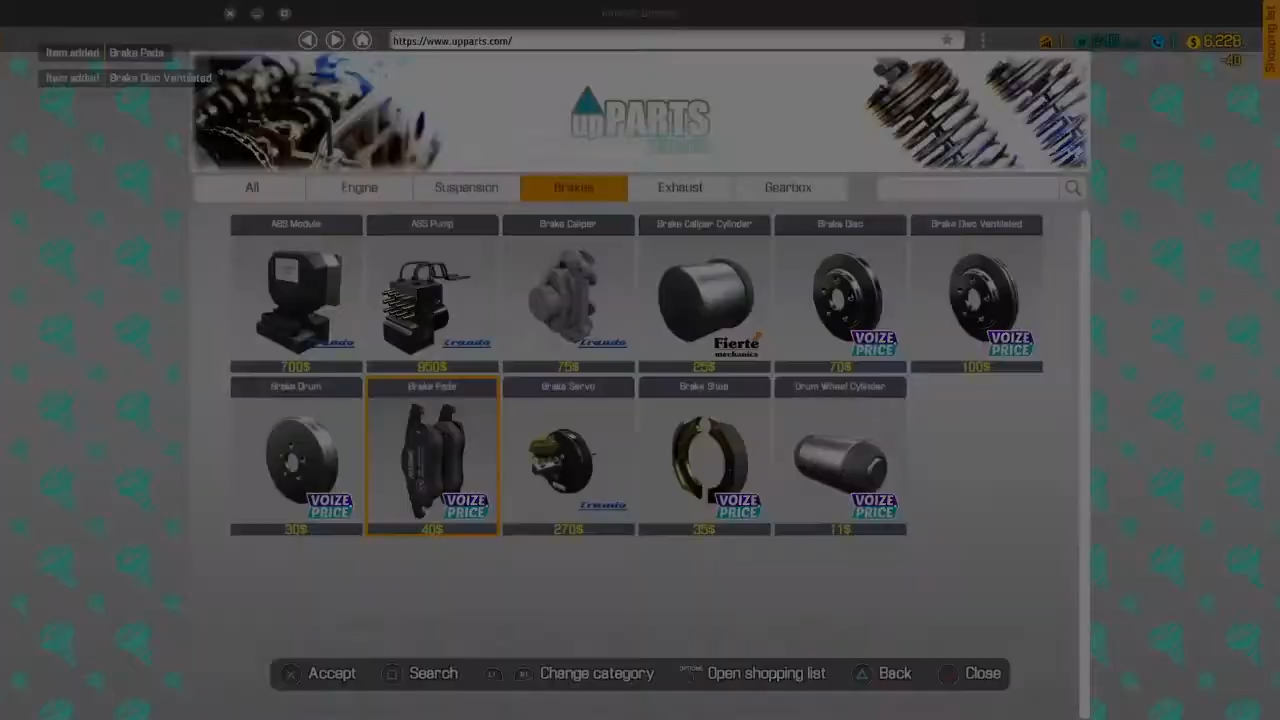 https://www.upparts.com/
6,228
-40
Item added Brake Pads
Item added Brake Disc Ventilated
upPARTS
All Engine Suspension Brakes Exhaust Gearbox
ABS Module ABS Pump Brake Caliper Brake Caliper Cylinder Brake Disc Brake Disc Ventilated
Fierte mechanica VOIZE PRICE VOIZE PRICE
700$ 950$ 75$ 25$ 70$ 100$
Brake Drum Brake Pads Brake Servo Brake Shoe Drum Wheel Cylinder
VOIZE PRICE VOIZE PRICE VOIZE PRICE VOIZE PRICE
30$ 40$ 270$ 35$ 11$
Accept Search Change category OPTIONS Open shopping list Back Close